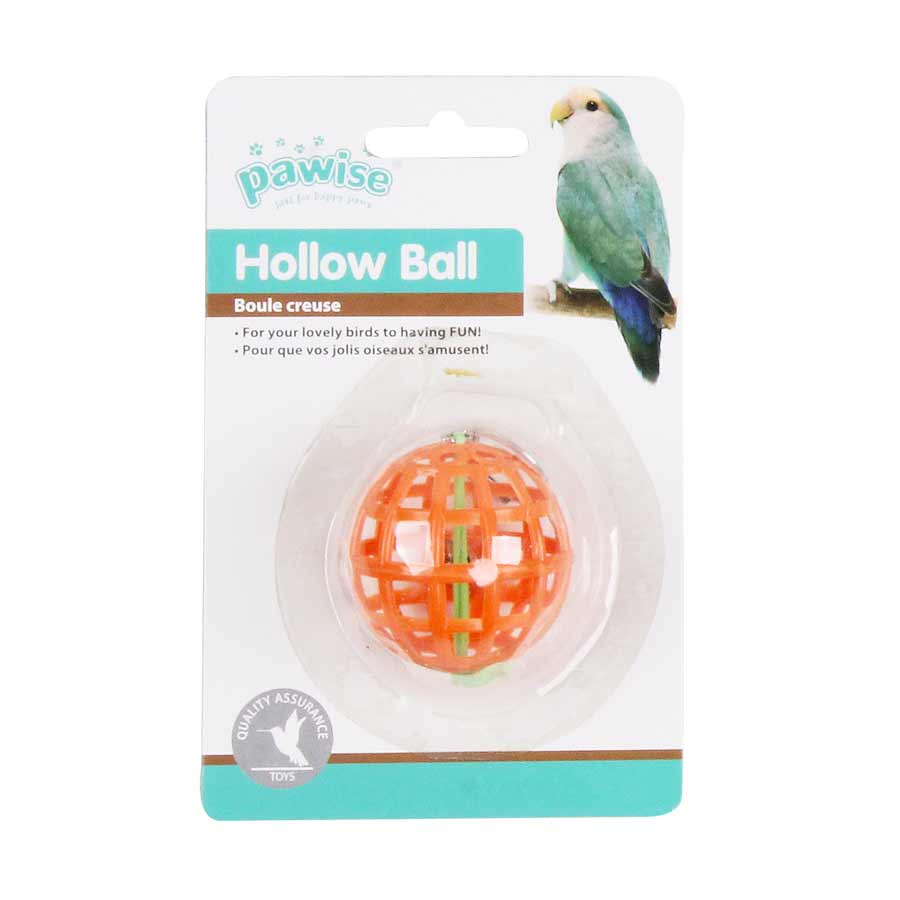 pawise
just for happy paws
Hollow Ball
Boule creuse
• For your lovely birds to having FUN!
• Pour que vos jolis oiseaux s'amusent!
QUALITY ASSURANCE
TOYS